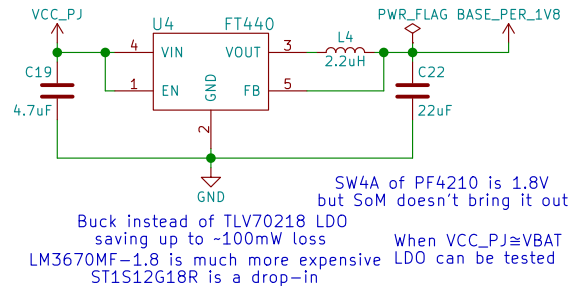 U4 FT440
VCC_PJ
PWR_FLAG BASE_PER_1V8
4 VIN VOUT 3 L4
2.2uH
C19
4.7uF
1 EN GND FB 5
C22
22uF
2
GND
SW4A of PF4210 is 1.8V
but SoM doesn't bring it out
Buck instead of TLV70218 LDO
saving up to ~100mW loss
When VCC_PJ≅VBAT
LDO can be tested
LM3670MF-1.8 is much more expensive
ST1S12G18R is a drop-in